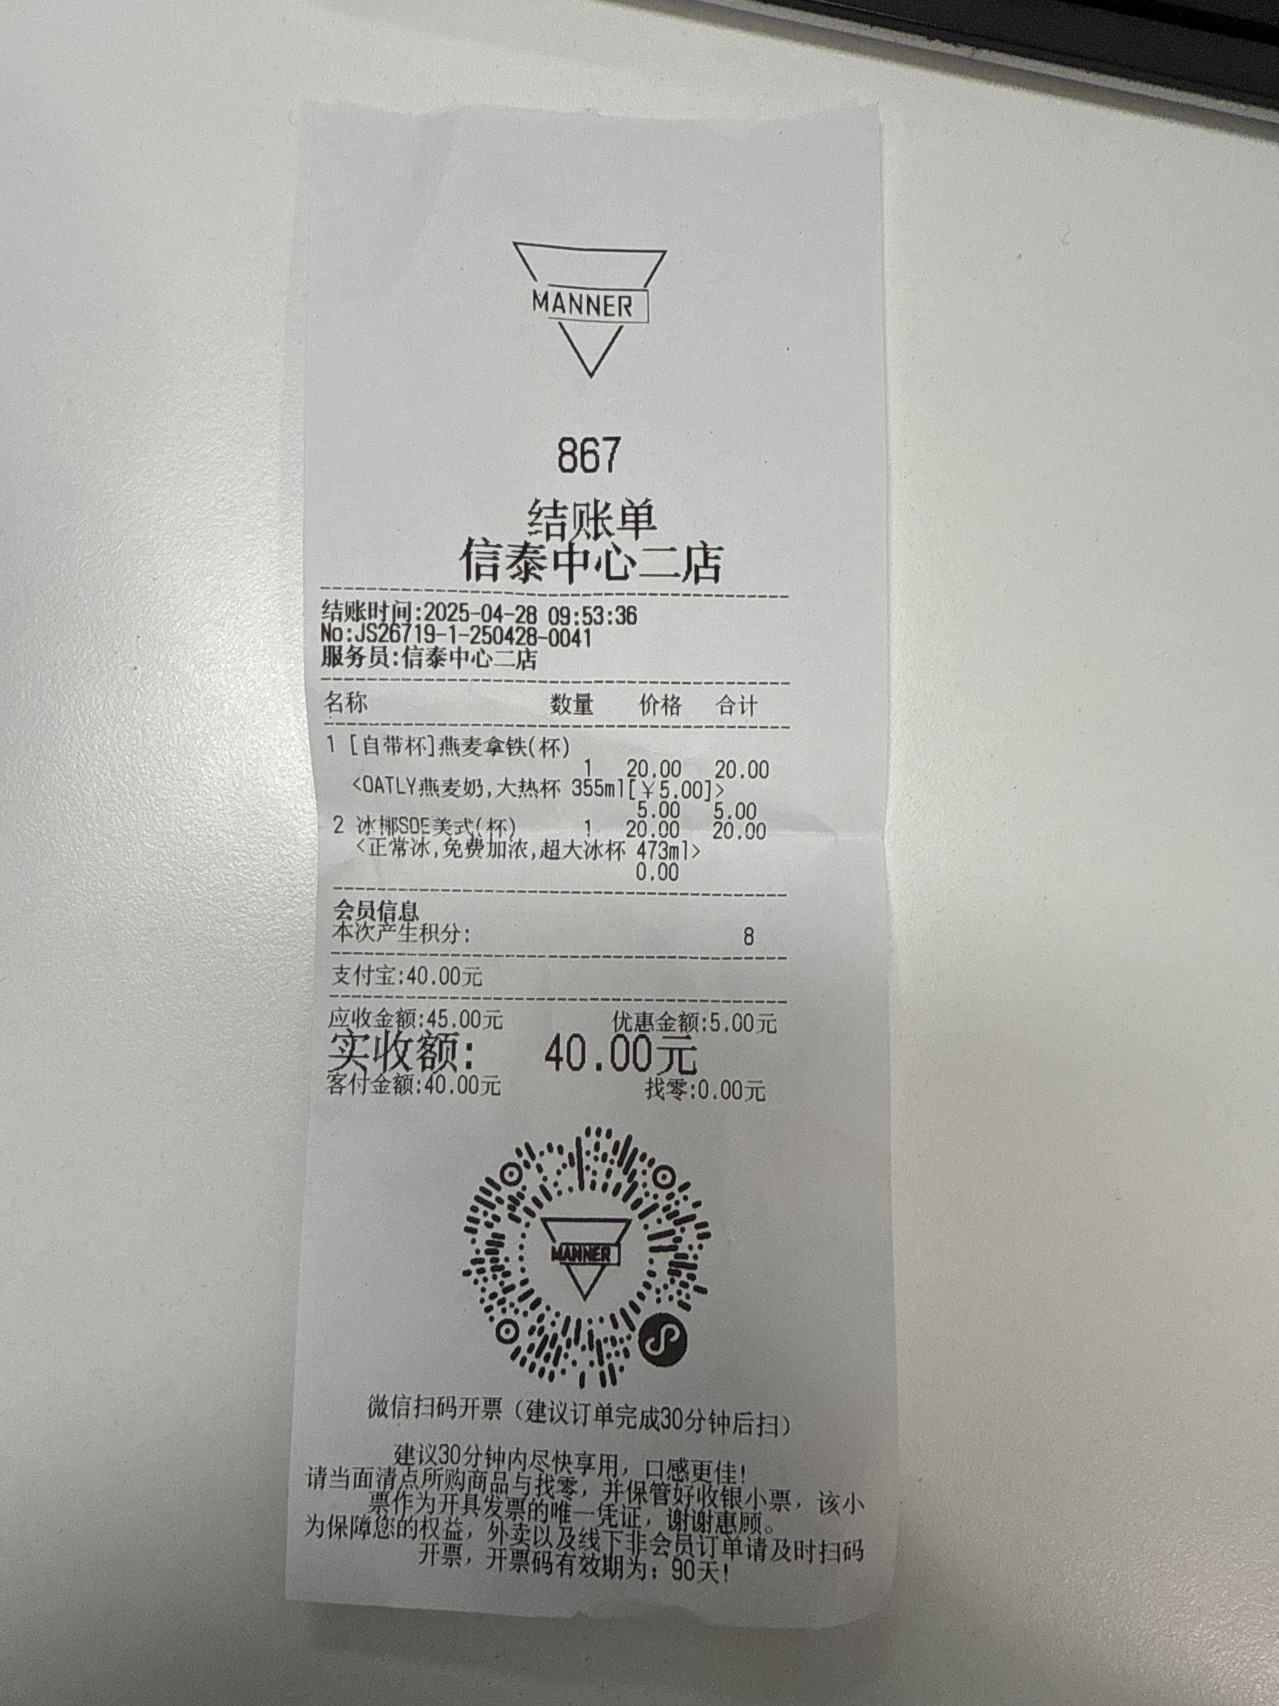 MANNER
867
结账单
信泰中心二店
结账时间:2025-04-28 09:53:36
No:JS26719-1-250428-0041
服务员:信泰中心二店
名称 数量 价格 合计
1 [自带杯]燕麦拿铁(杯)
1 20.00 20.00
<OATLY燕麦奶,大热杯 355ml[￥5.00]>
5.00 5.00
2 冰椰SOE美式(杯) 1 20.00 20.00
<正常冰,免费加浓,超大冰杯 473ml>
0.00
会员信息
本次产生积分: 8
支付宝:40.00元
应收金额:45.00元 优惠金额:5.00元
实收额: 40.00元
客付金额:40.00元 找零:0.00元
MANNER
微信扫码开票（建议订单完成30分钟后扫）
建议30分钟内尽快享用，口感更佳！
请当面清点所购商品与找零，并保管好收银小票，该小
票作为开具发票的唯一凭证，谢谢惠顾。
为保障您的权益，外卖以及线下非会员订单请及时扫码
开票，开票码有效期为：90天！